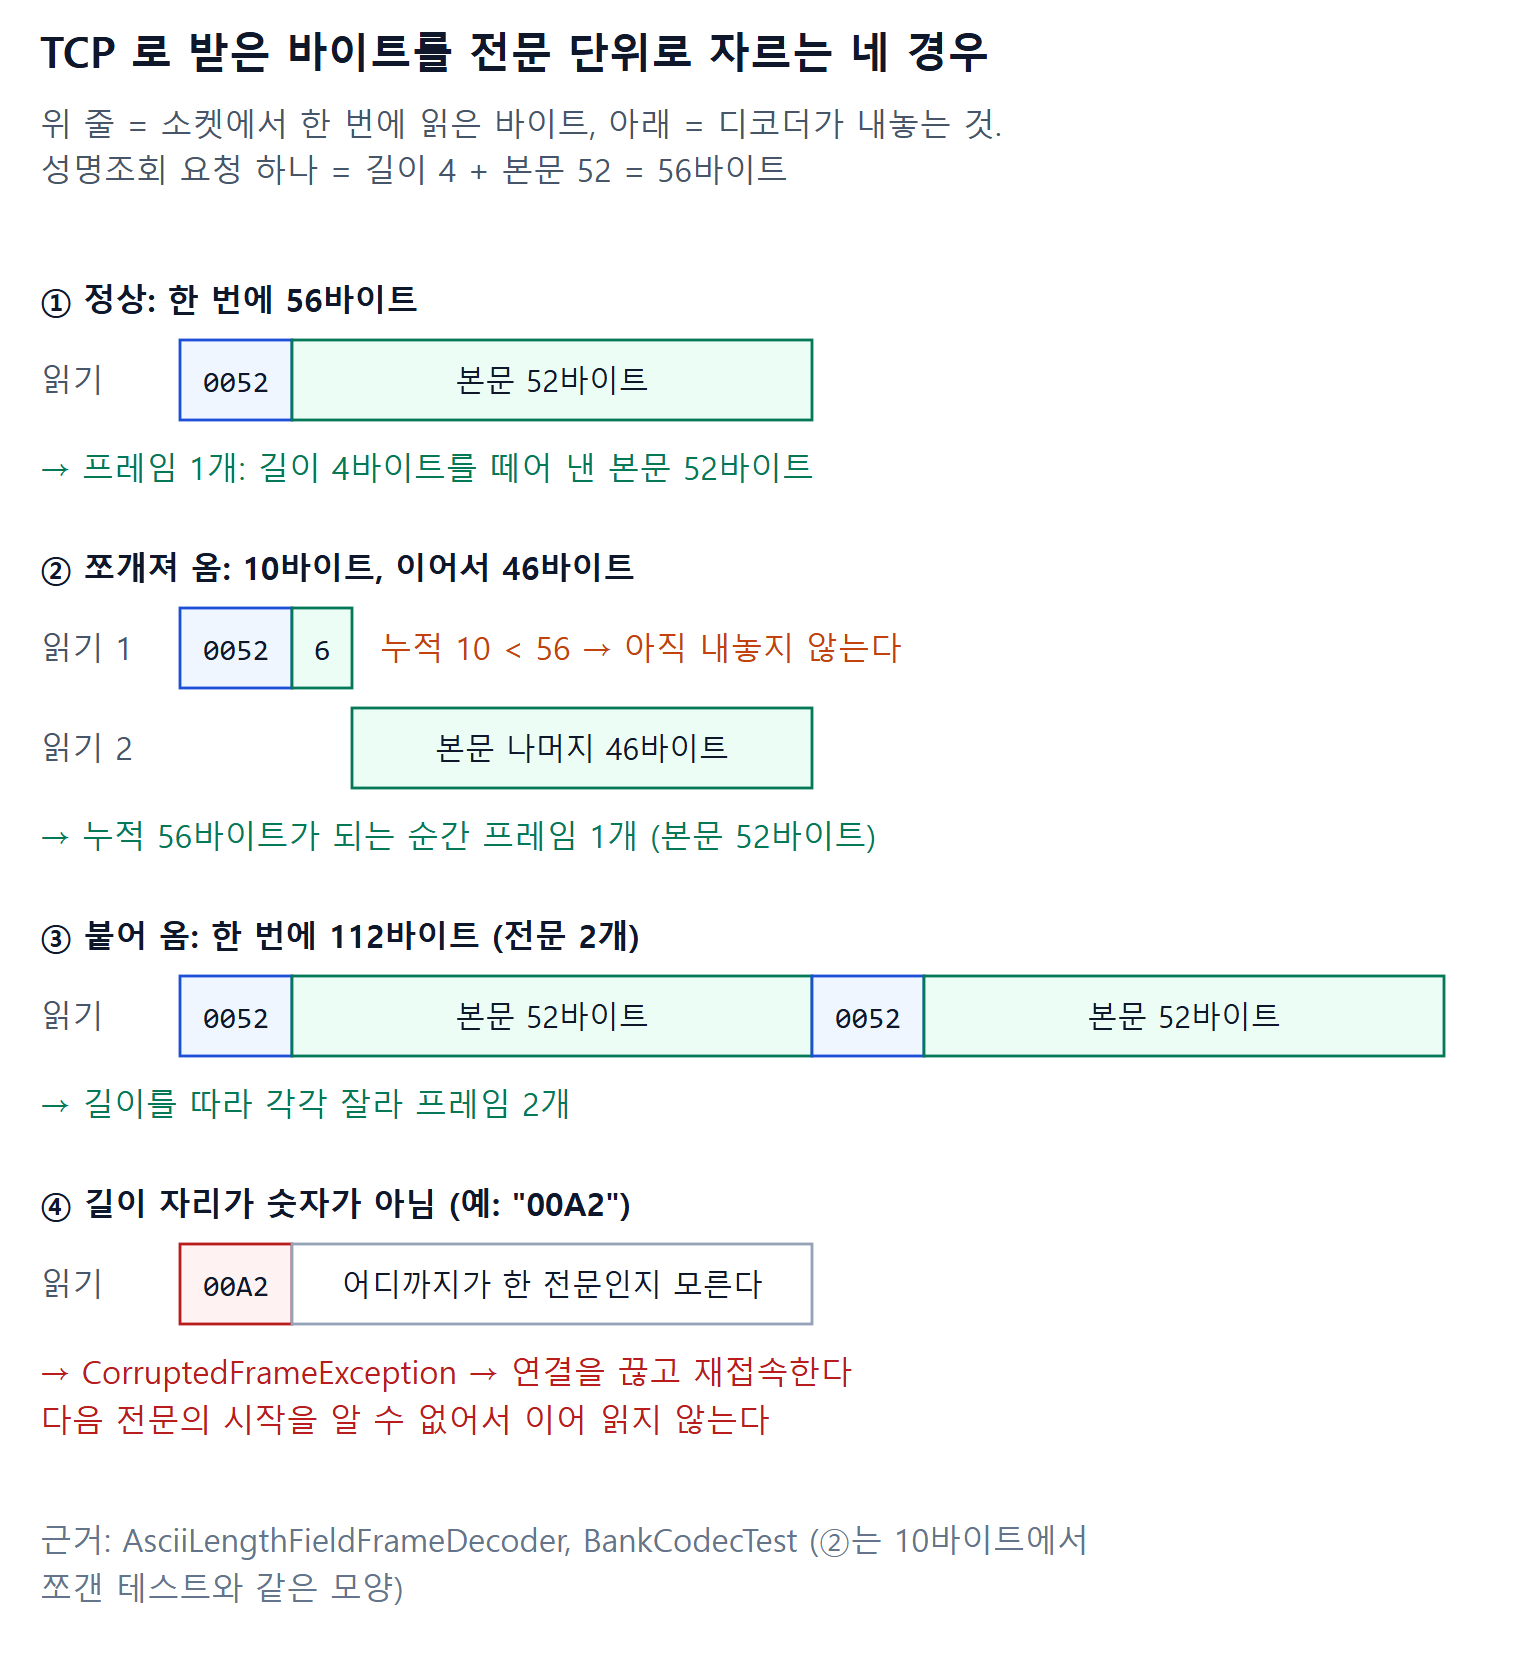 TCP 로 받은 바이트를 전문 단위로 자르는 네 경우
위 줄 = 소켓에서 한 번에 읽은 바이트, 아래 = 디코더가 내놓는 것.
성명조회 요청 하나 = 길이 4 + 본문 52 = 56바이트
① 정상: 한 번에 56바이트
읽기 0052 본문 52바이트
→ 프레임 1개: 길이 4바이트를 떼어 낸 본문 52바이트
② 쪼개져 옴: 10바이트, 이어서 46바이트
읽기 1 0052 6 누적 10 < 56 → 아직 내놓지 않는다
읽기 2 본문 나머지 46바이트
→ 누적 56바이트가 되는 순간 프레임 1개 (본문 52바이트)
③ 붙어 옴: 한 번에 112바이트 (전문 2개)
읽기 0052 본문 52바이트 0052 본문 52바이트
→ 길이를 따라 각각 잘라 프레임 2개
④ 길이 자리가 숫자가 아님 (예: "00A2")
읽기 00A2 어디까지가 한 전문인지 모른다
→ CorruptedFrameException → 연결을 끊고 재접속한다
다음 전문의 시작을 알 수 없어서 이어 읽지 않는다
근거: AsciiLengthFieldFrameDecoder, BankCodecTest (②는 10바이트에서
쪼갠 테스트와 같은 모양)